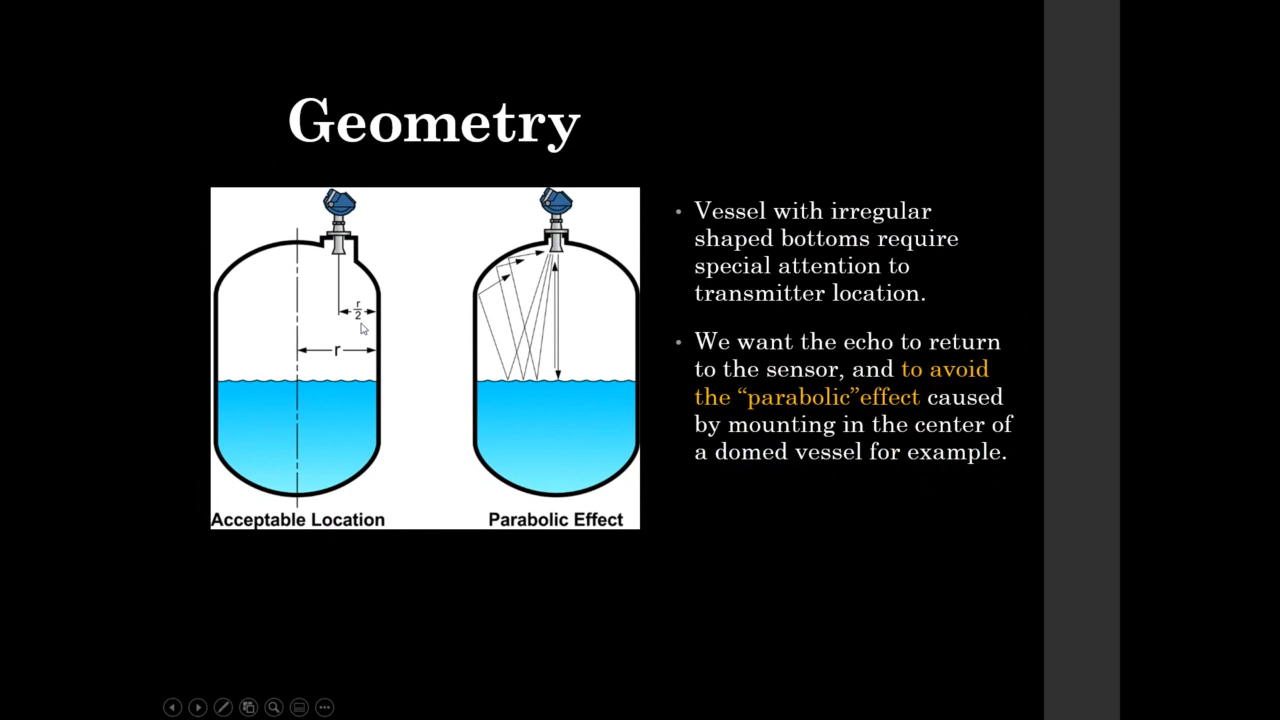 Geometry
r
2
r
Acceptable Location
Parabolic Effect
• Vessel with irregular
shaped bottoms require
special attention to
transmitter location.
• We want the echo to return
to the sensor, and to avoid
the “parabolic”effect caused
by mounting in the center of
a domed vessel for example.